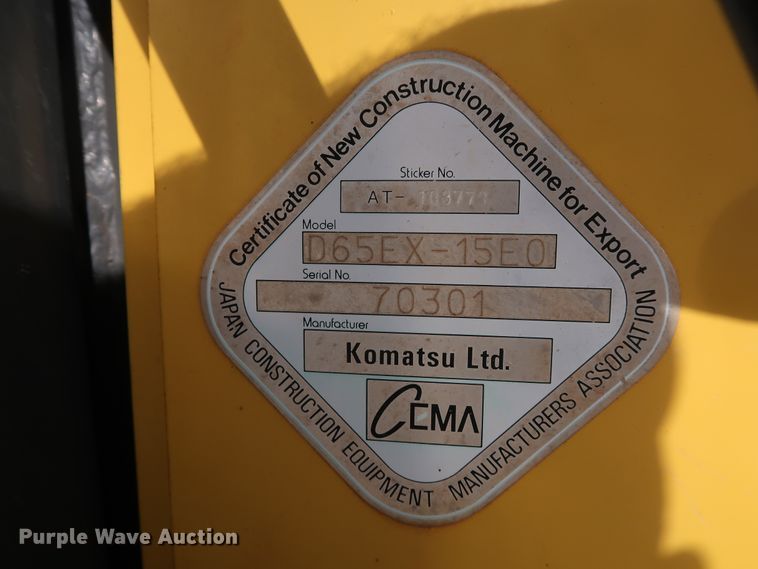 Certificate of New Construction Machine for Export
Sticker No.
AT-
Model
D65EX-15E0
Serial No.
70301
Manufacturer
Komatsu Ltd.
CEMA
JAPAN CONSTRUCTION EQUIPMENT MANUFACTURERS ASSOCIATION
Purple Wave Auction